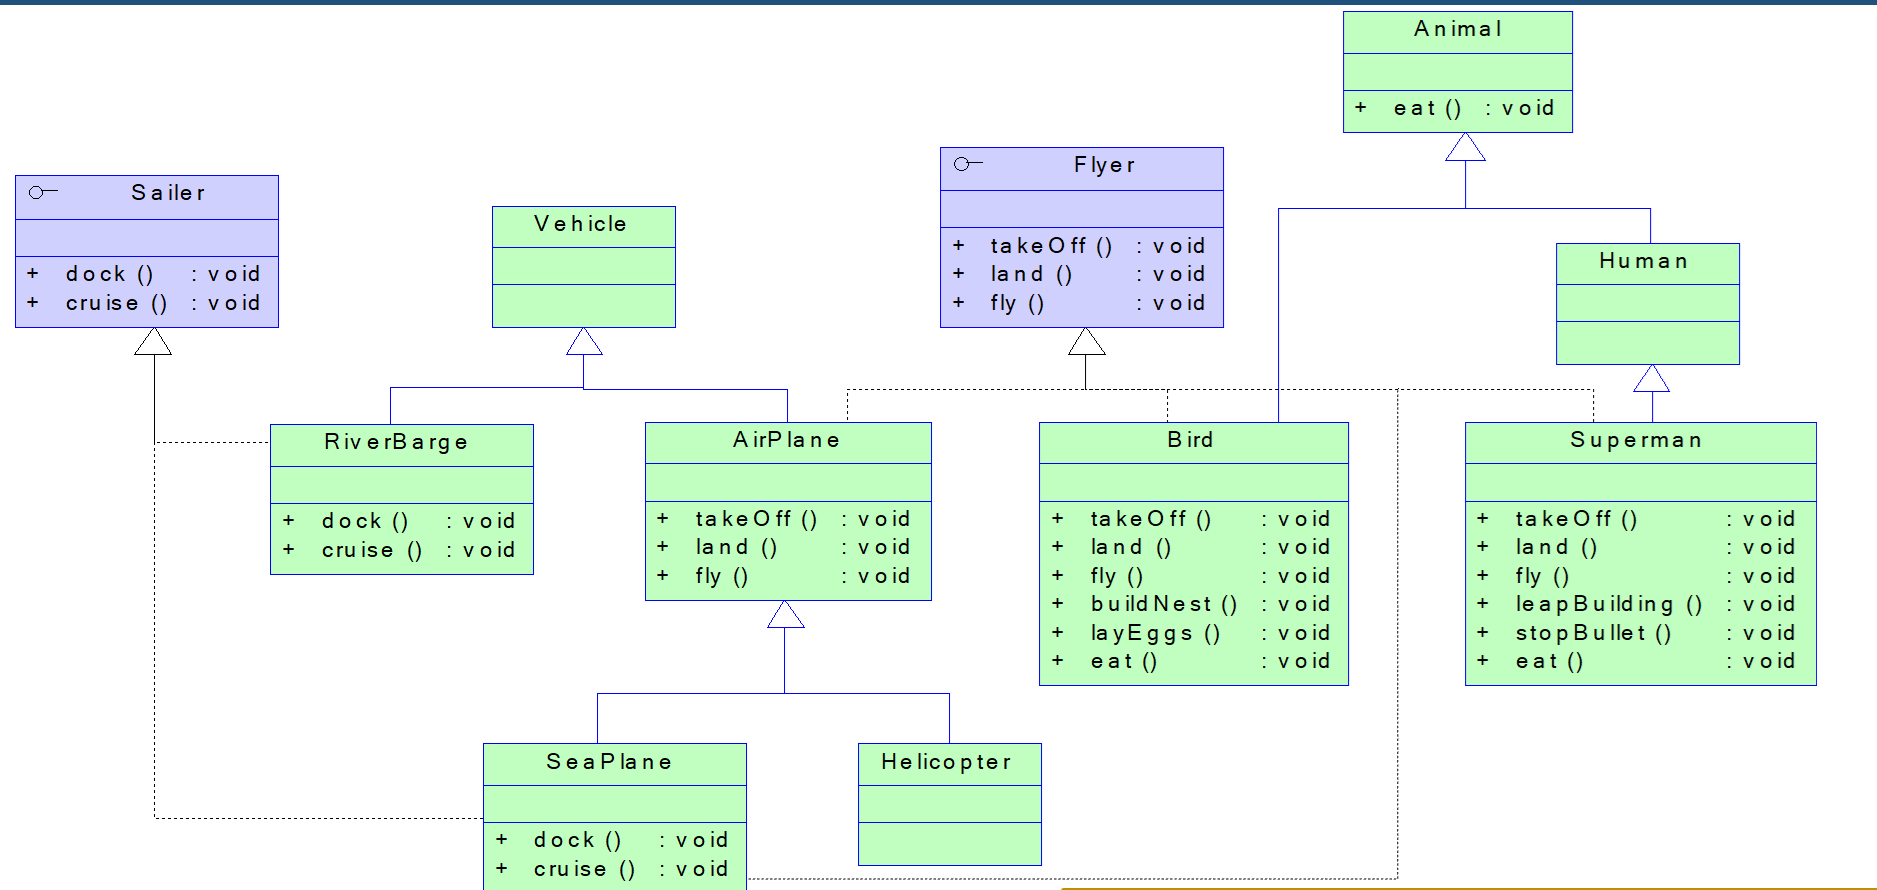 Animal
+ eat () : void
Sailer
+ dock () : void
+ cruise () : void
Vehicle
Flyer
+ takeOff () : void
+ land () : void
+ fly () : void
Human
RiverBarge
+ dock () : void
+ cruise () : void
AirPlane
+ takeOff () : void
+ land () : void
+ fly () : void
Bird
+ takeOff () : void
+ land () : void
+ fly () : void
+ buildNest () : void
+ layEggs () : void
+ eat () : void
Superman
+ takeOff () : void
+ land () : void
+ fly () : void
+ leapBuilding () : void
+ stopBullet () : void
+ eat () : void
SeaPlane
+ dock () : void
+ cruise () : void
Helicopter